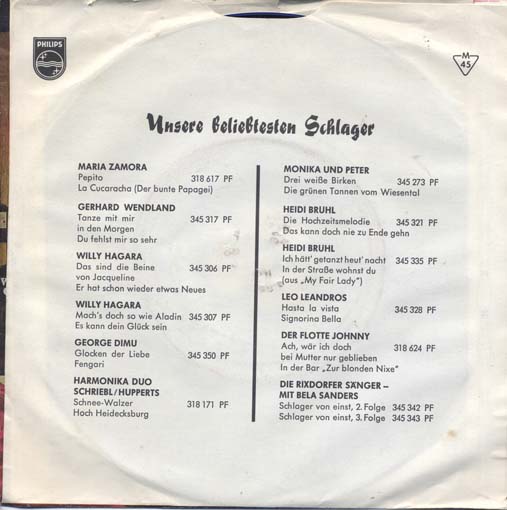 PHILIPS
M
45
Unsere beliebtesten Schlager
MARIA ZAMORA
Pepito 318 617 PF
La Cucaracha (Der bunte Papagei)
GERHARD WENDLAND
Tanze mit mir 345 317 PF
in den Morgen
Du fehlst mir so sehr
WILLY HAGARA
Das sind die Beine 345 306 PF
von Jacqueline
Er hat schon wieder etwas Neues
WILLY HAGARA
Mach's doch so wie Aladin 345 307 PF
Es kann dein Glück sein
GEORGE DIMU
Glocken der Liebe 345 350 PF
Fengari
HARMONIKA DUO
SCHRIEBL/HUPPERTS
Schnee-Walzer 318 171 PF
Hoch Heidecksburg
MONIKA UND PETER
Drei weiße Birken 345 273 PF
Die grünen Tannen vom Wiesental
HEIDI BRUHL
Die Hochzeitsmelodie 345 321 PF
Das kann doch nie zu Ende gehn
HEIDI BRUHL
Ich hätt' getanzt heut' nacht 345 335 PF
In der Straße wohnst du
(aus „My Fair Lady")
LEO LEANDROS
Hasta la vista 345 328 PF
Signorina Bella
DER FLOTTE JOHNNY
Ach, wär ich doch 318 624 PF
bei Mutter nur geblieben
In der Bar „Zur blonden Nixe"
DIE RIXDORFER SÄNGER –
MIT BELA SANDERS
Schlager von einst, 2. Folge 345 342 PF
Schlager von einst, 3. Folge 345 343 PF